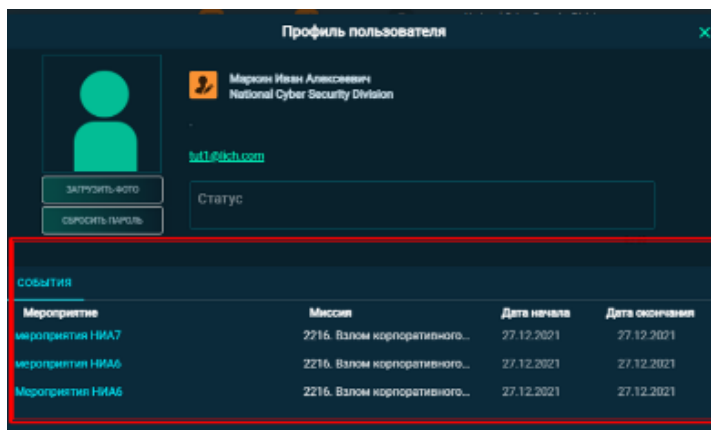 Профиль пользователя
Маркин Иван Алексеевич
National Cyber Security Division
tut1@lich.com
ЗАГРУЗИТЬ ФОТО
Статус
СБРОСИТЬ ПАРОЛЬ
СОБЫТИЯ
Мероприятие Миссия Дата начала Дата окончания
мероприятия НИА7 2216. Взлом корпоративного... 27.12.2021 27.12.2021
мероприятия НИА6 2216. Взлом корпоративного... 27.12.2021 27.12.2021
Мероприятия НИА6 2216. Взлом корпоративного... 27.12.2021 27.12.2021